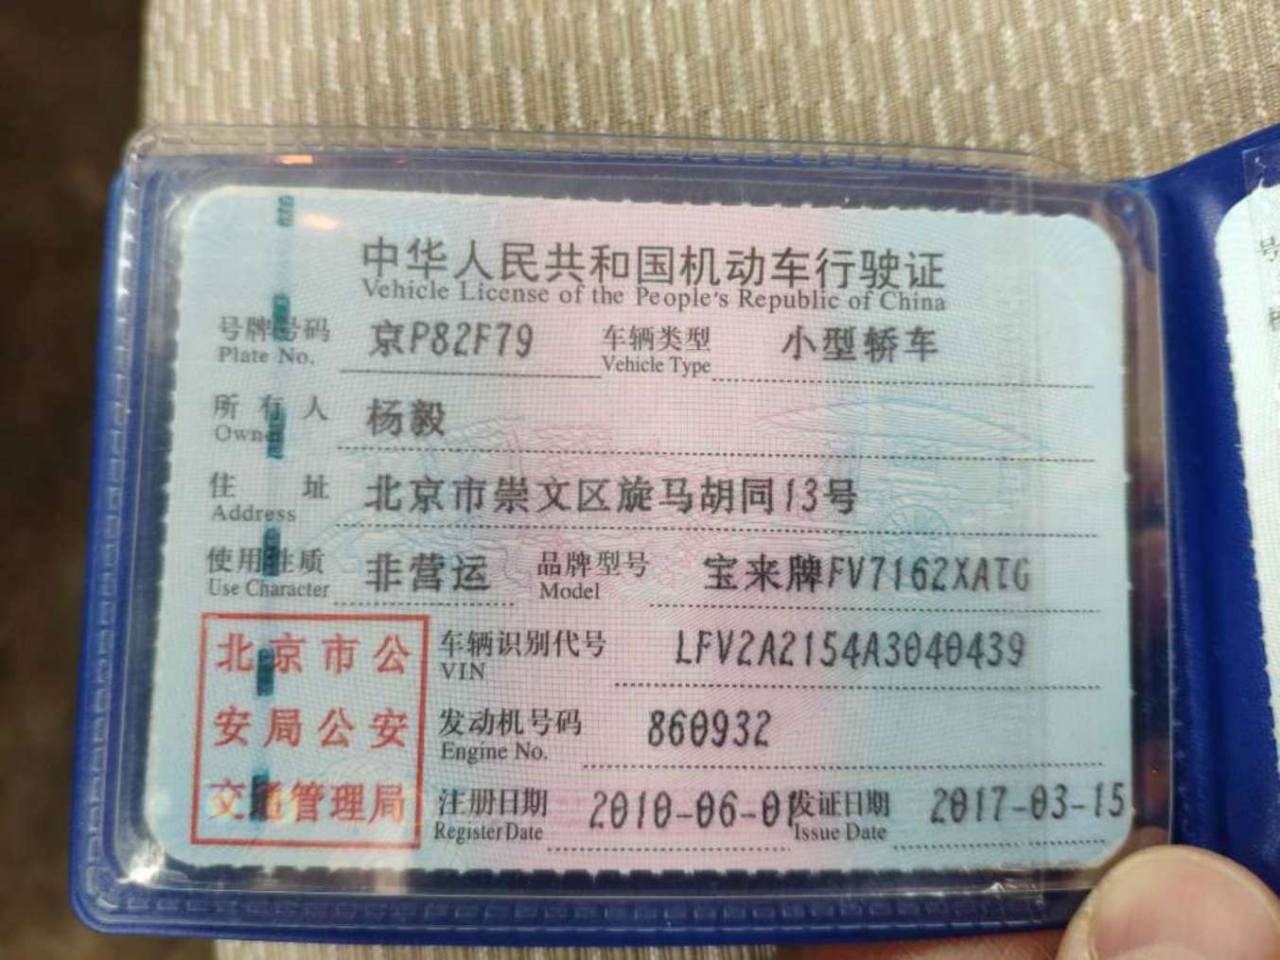 中华人民共和国机动车行驶证
Vehicle License of the People's Republic of China
号牌号码 京P82F79 车辆类型 小型轿车
Plate No. Vehicle Type
所有人 杨毅
Owner
住址 北京市崇文区旋马胡同13号
Address
使用性质 非营运 品牌型号 宝来牌FV7162XATG
Use Character Model
北京市公
安局公安
交通管理局
车辆识别代号 LFV2A2154A3040439
VIN
发动机号码 860932
Engine No.
注册日期 2010-06-01 发证日期 2017-03-15
Register Date Issue Date
号